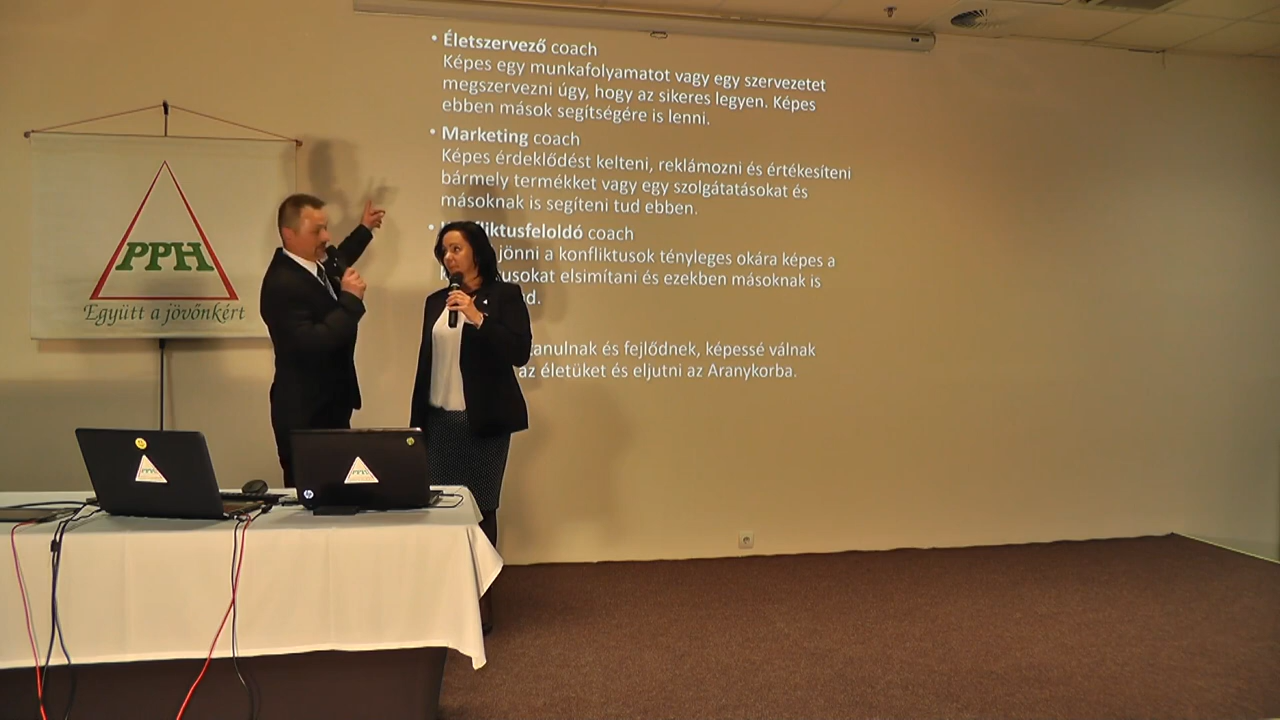 Életszervező coach
Képes egy munkafolyamatot vagy egy szervezetet
megszervezni úgy, hogy az sikeres legyen. Képes
ebben mások segítségére is lenni.
Marketing coach
Képes érdeklődést kelteni, reklámozni és értékesíteni
bármely termékket vagy egy szolgátatásokat és
másoknak is segíteni tud ebben.
coach
jönni a konfliktusok tényleges okára képes a
elsimítani és ezekben másoknak is
tanulnak és fejlődnek, képessé válnak
az életüket és eljutni az Aranykorba.
PPH
Együtt a jövőnkért
PPH
PPH
hp